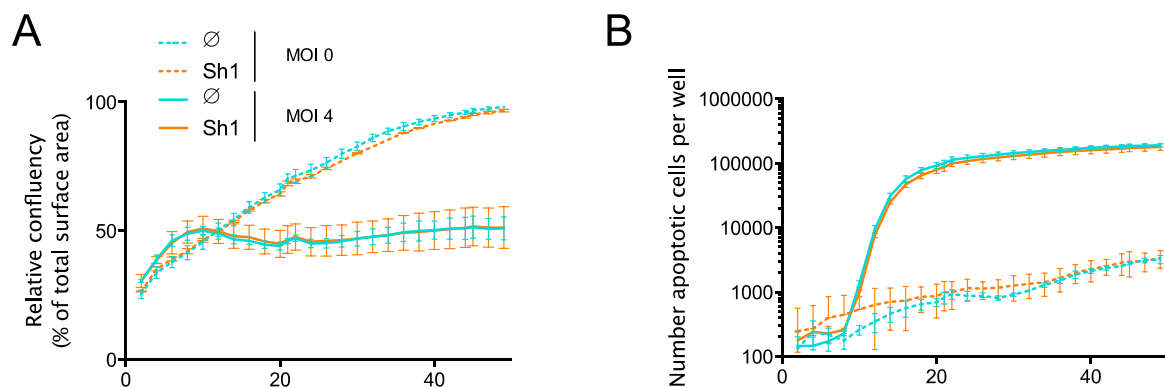 A
∅
Sh1
MOI 0
∅
Sh1
MOI 4
Relative confluency
(% of total surface area)
100
50
0
0
20
40
B
Number apoptotic cells per well
1000000
100000
10000
1000
100
0
20
40